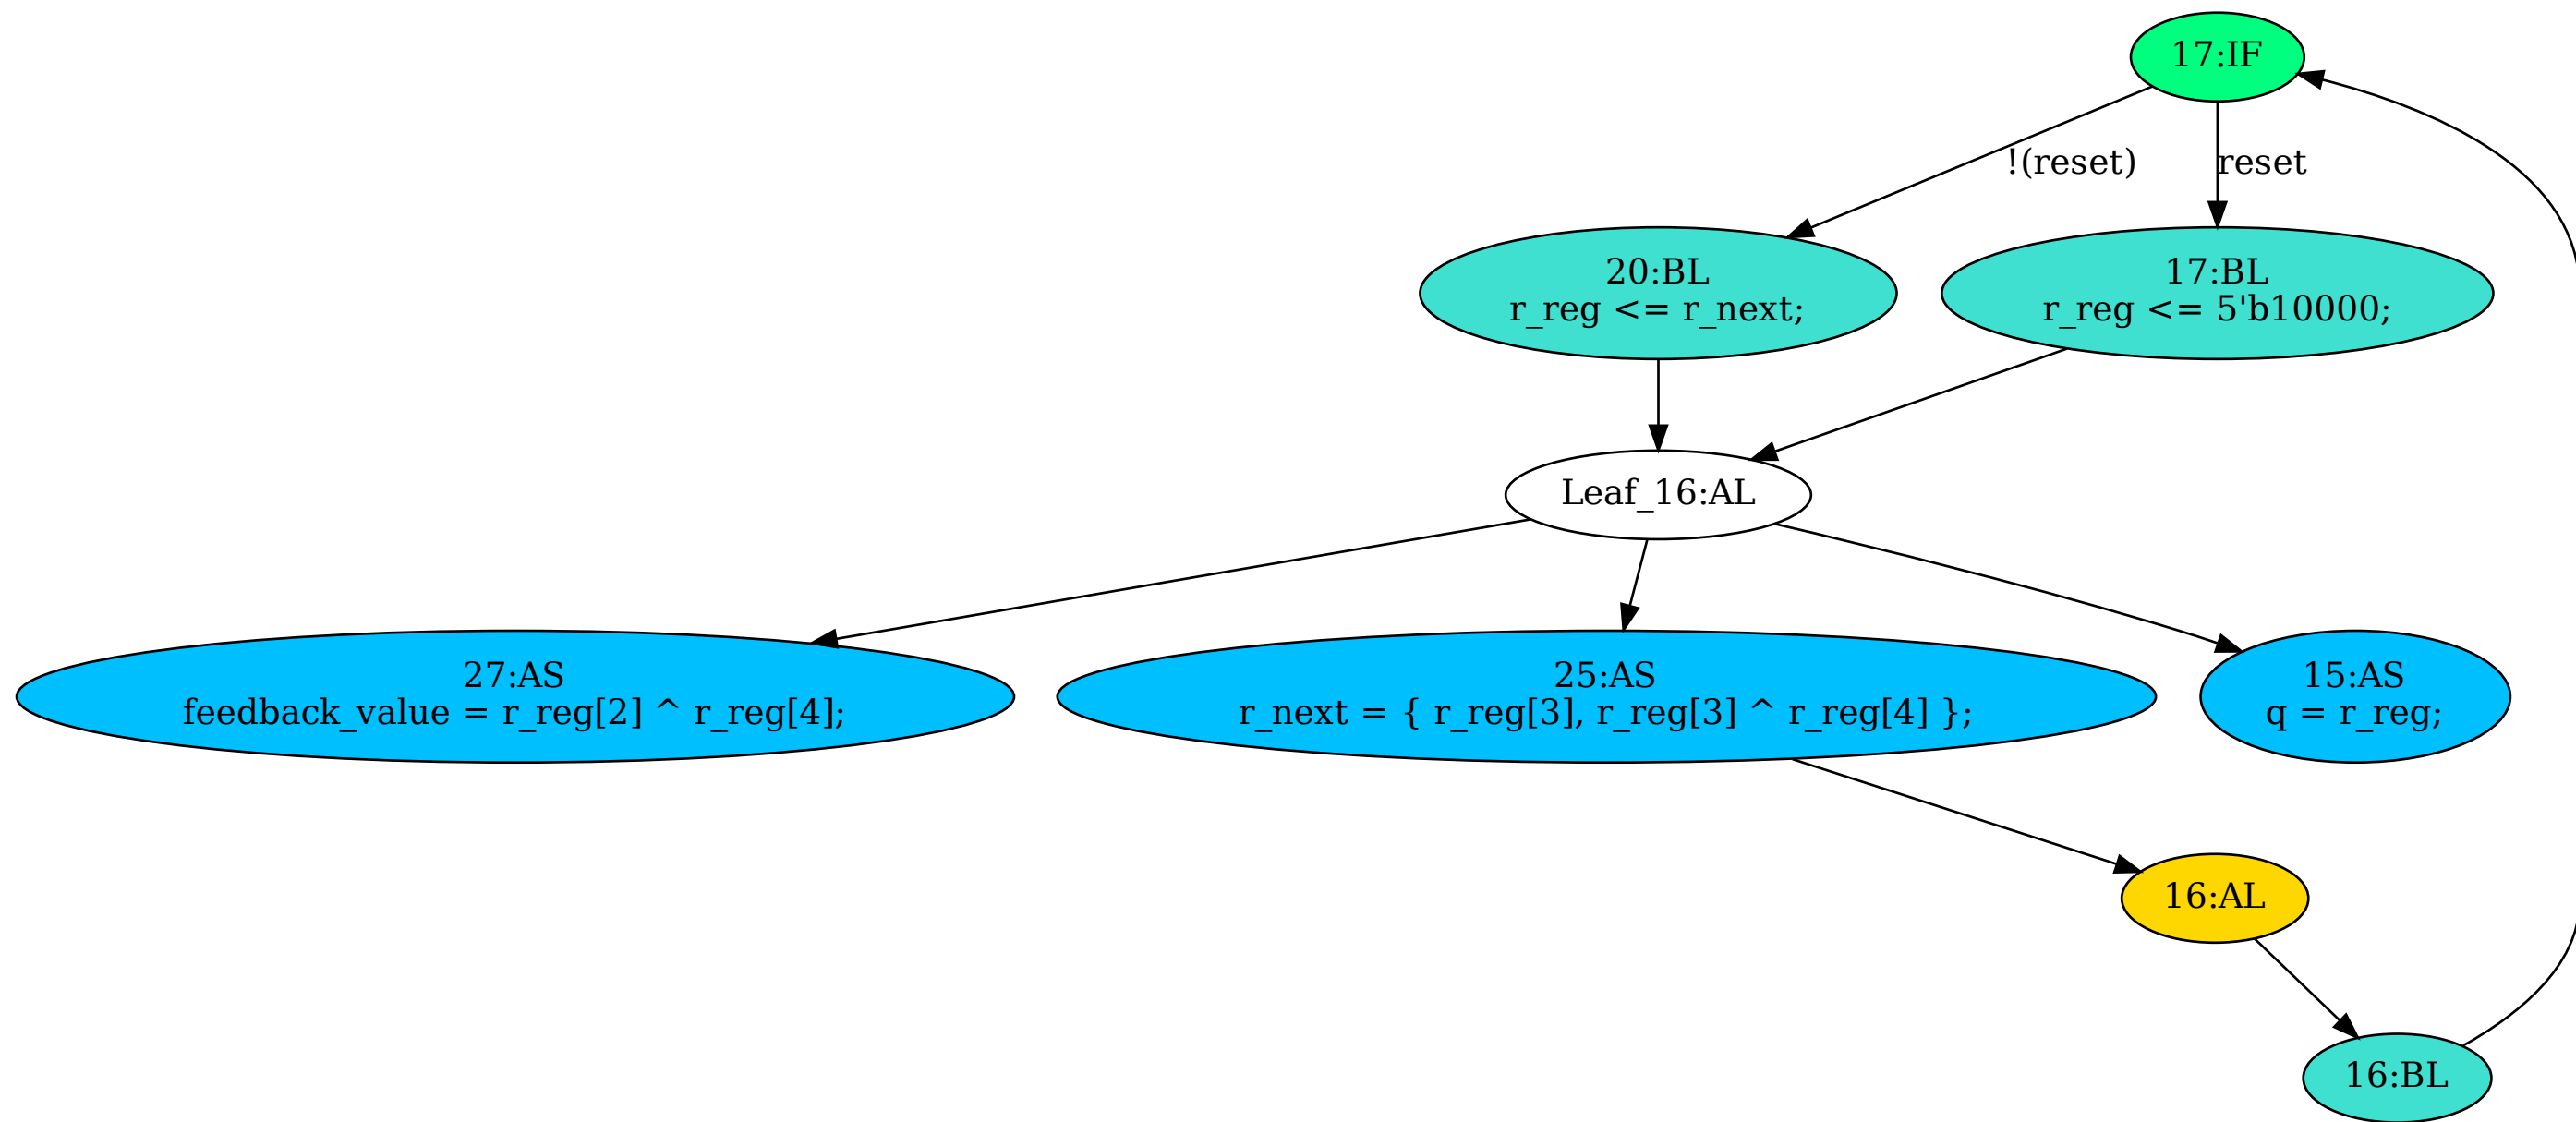 17:IF
!(reset)
reset
20:BL
r_reg <= r_next;
17:BL
r_reg <= 5'b10000;
Leaf_16:AL
27:AS
feedback_value = r_reg[2] ^ r_reg[4];
25:AS
r_next = { r_reg[3], r_reg[3] ^ r_reg[4] };
15:AS
q = r_reg;
16:AL
16:BL